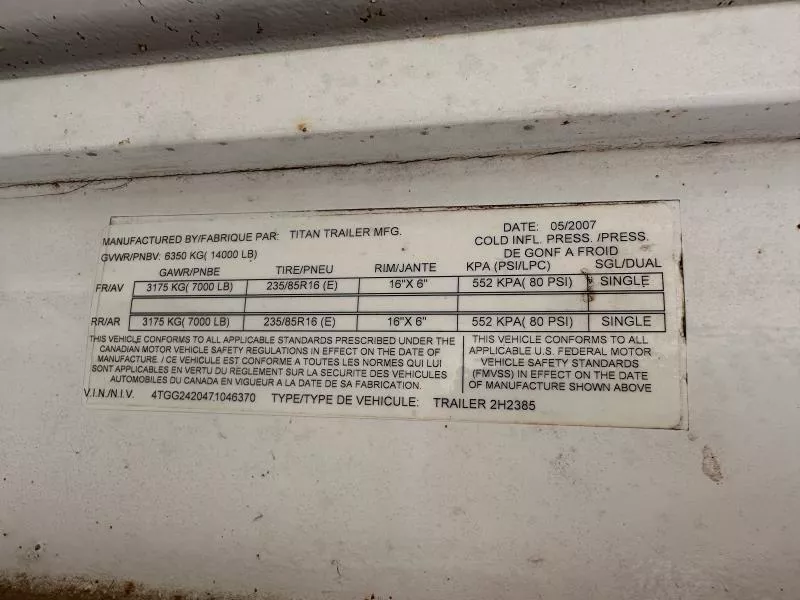 MANUFACTURED BY/FABRIQUE PAR: TITAN TRAILER MFG. DATE: 05/2007
GVWR/PNBV: 6350 KG( 14000 LB) COLD INFL. PRESS. /PRESS.
DE GONF A FROID
GAWR/PNBE TIRE/PNEU RIM/JANTE KPA (PSI/LPC) SGL/DUAL
FR/AV 3175 KG( 7000 LB) 235/85R16 (E) 16"X 6" 552 KPA( 80 PSI) SINGLE
RR/AR 3175 KG( 7000 LB) 235/85R16 (E) 16"X 6" 552 KPA( 80 PSI) SINGLE
THIS VEHICLE CONFORMS TO ALL APPLICABLE STANDARDS PRESCRIBED UNDER THE
CANADIAN MOTOR VEHICLE SAFETY REGULATIONS IN EFFECT ON THE DATE OF
MANUFACTURE. / CE VEHICULE EST CONFORME A TOUTES LES NORMES QUI LUI
SONT APPLICABLES EN VERTU DU REGLEMENT SUR LA SECURITE DES VEHICULES
AUTOMOBILES DU CANADA EN VIGUEUR A LA DATE DE SA FABRICATION.
THIS VEHICLE CONFORMS TO ALL
APPLICABLE U.S. FEDERAL MOTOR
VEHICLE SAFETY STANDARDS
(FMVSS) IN EFFECT ON THE DATE
OF MANUFACTURE SHOWN ABOVE
V.I.N./N.I.V. 4TGG242047.1046370 TYPE/TYPE DE VEHICULE: TRAILER 2H2385